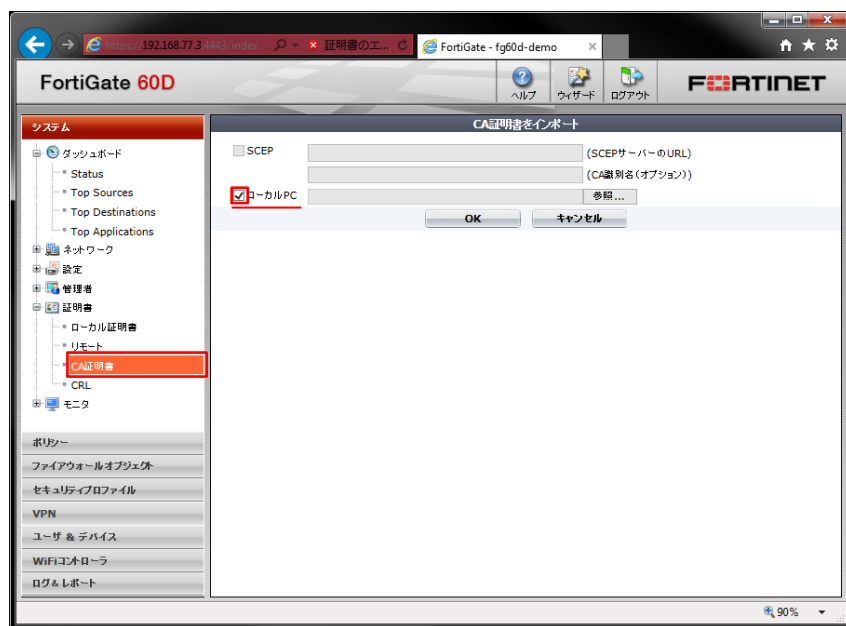 https://192.168.77.3:4443/index
証明書のエ...
FortiGate - fg60d-demo
FortiGate 60D
ヘルプ
ウィザード
ログアウト
FORTINET
システム
CA証明書をインポート
ダッシュボード
Status
Top Sources
Top Destinations
Top Applications
ネットワーク
設定
管理者
証明書
ローカル証明書
リモート
CA証明書
CRL
モニタ
SCEP
(SCEPサーバーのURL)
(CA識別名(オプション))
ローカルPC
参照...
OK
キャンセル
ポリシー
ファイアウォールオブジェクト
セキュリティプロファイル
VPN
ユーザ & デバイス
WiFiコントローラ
ログ&レポート
90%